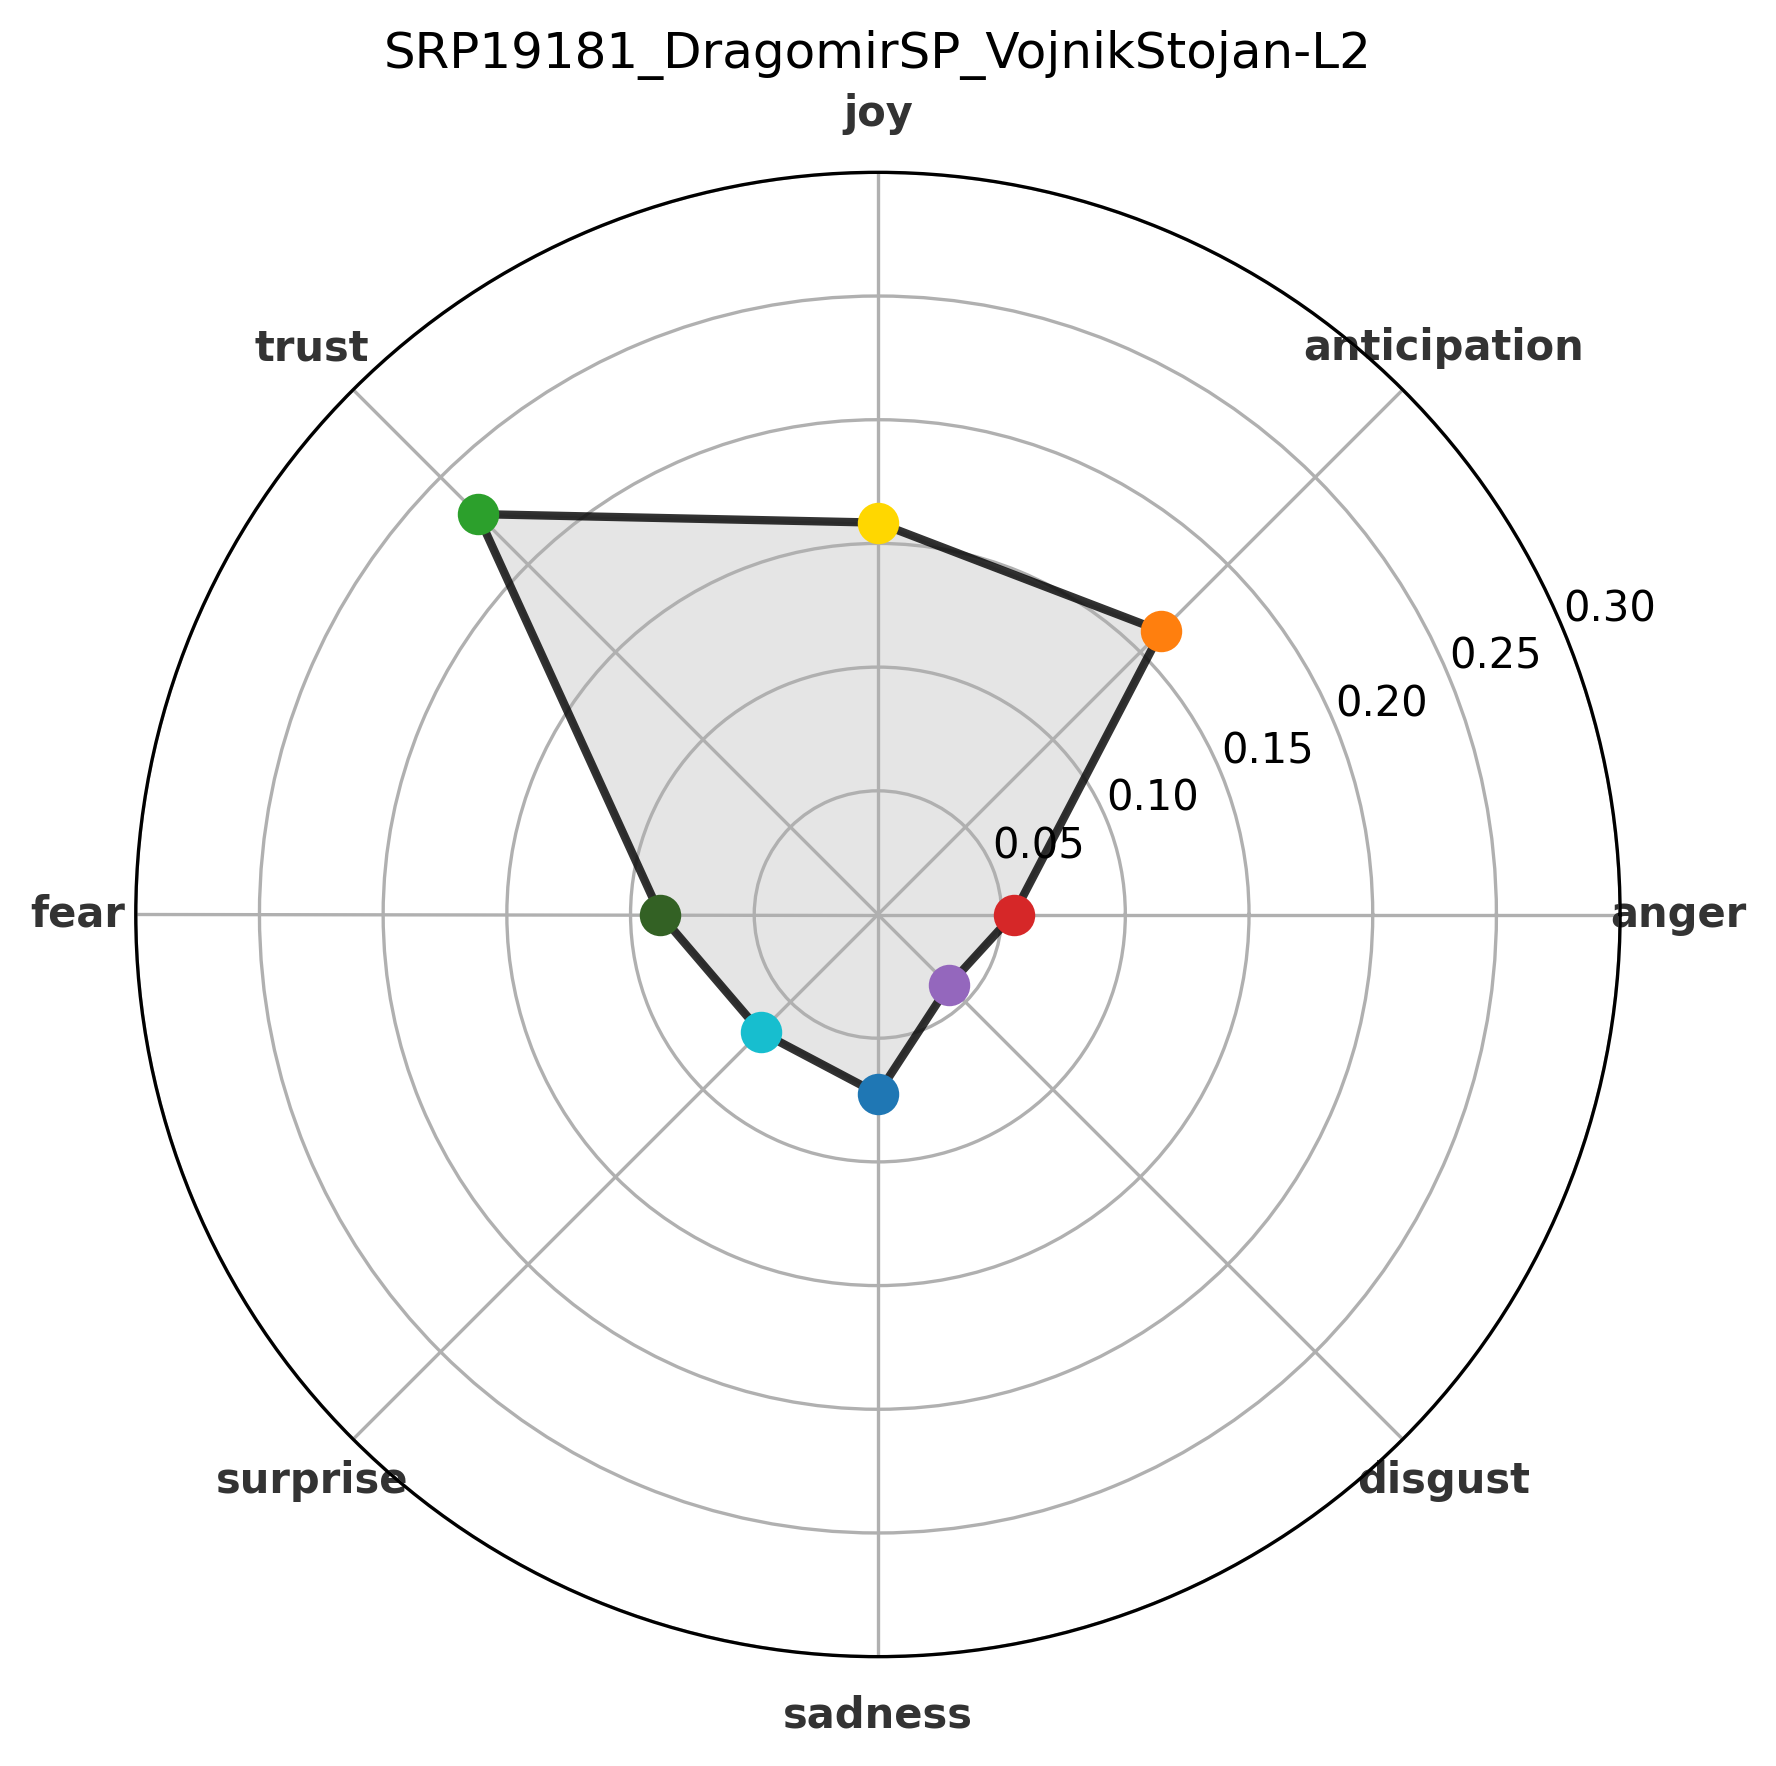 SRP19181_DragomirSP_VojnikStojan-L2
joy
trust
anticipation
0.30
0.25
0.20
0.15
0.10
0.05
fear
anger
surprise
disgust
sadness